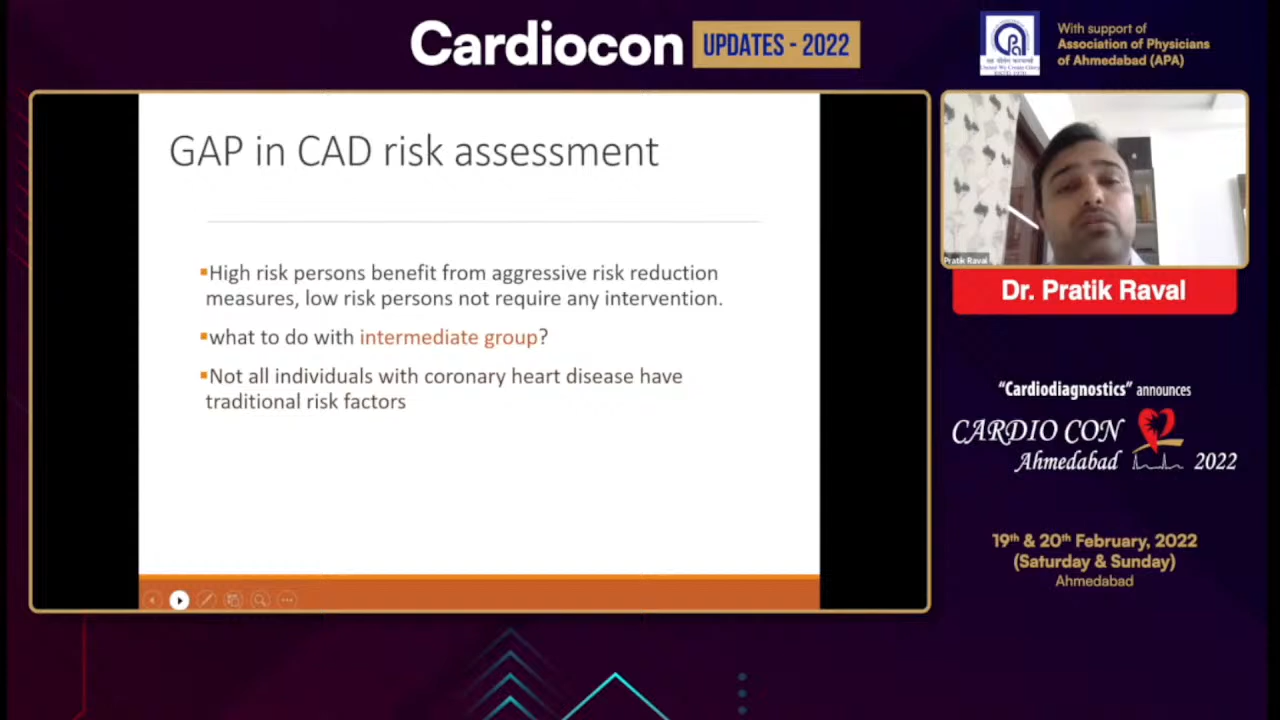 Cardiocon UPDATES - 2022
With support of
Association of Physicians
of Ahmedabad (APA)
GAP in CAD risk assessment
▪High risk persons benefit from aggressive risk reduction
measures, low risk persons not require any intervention.
▪what to do with intermediate group?
▪Not all individuals with coronary heart disease have
traditional risk factors
Pratik Raval
Dr. Pratik Raval
“Cardiodiagnostics” announces
CARDIO CON
Ahmedabad 2022
19th & 20th February, 2022
(Saturday & Sunday)
Ahmedabad